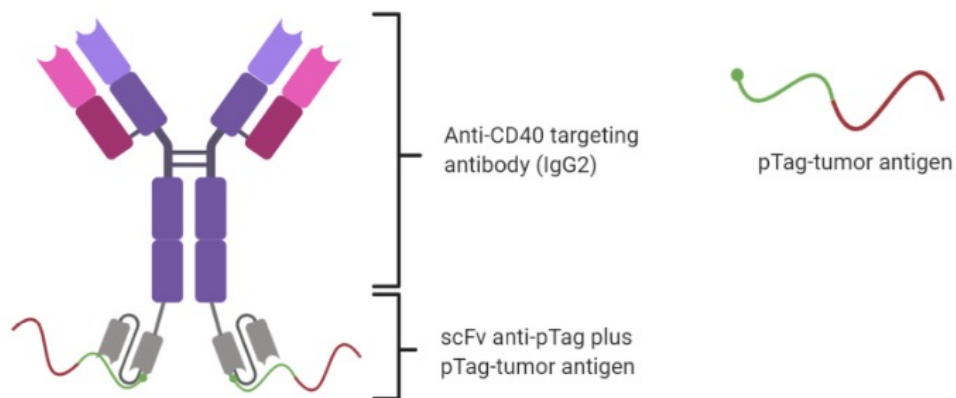 Anti-CD40 targeting
antibody (IgG2)
pTag-tumor antigen
scFv anti-pTag plus
pTag-tumor antigen